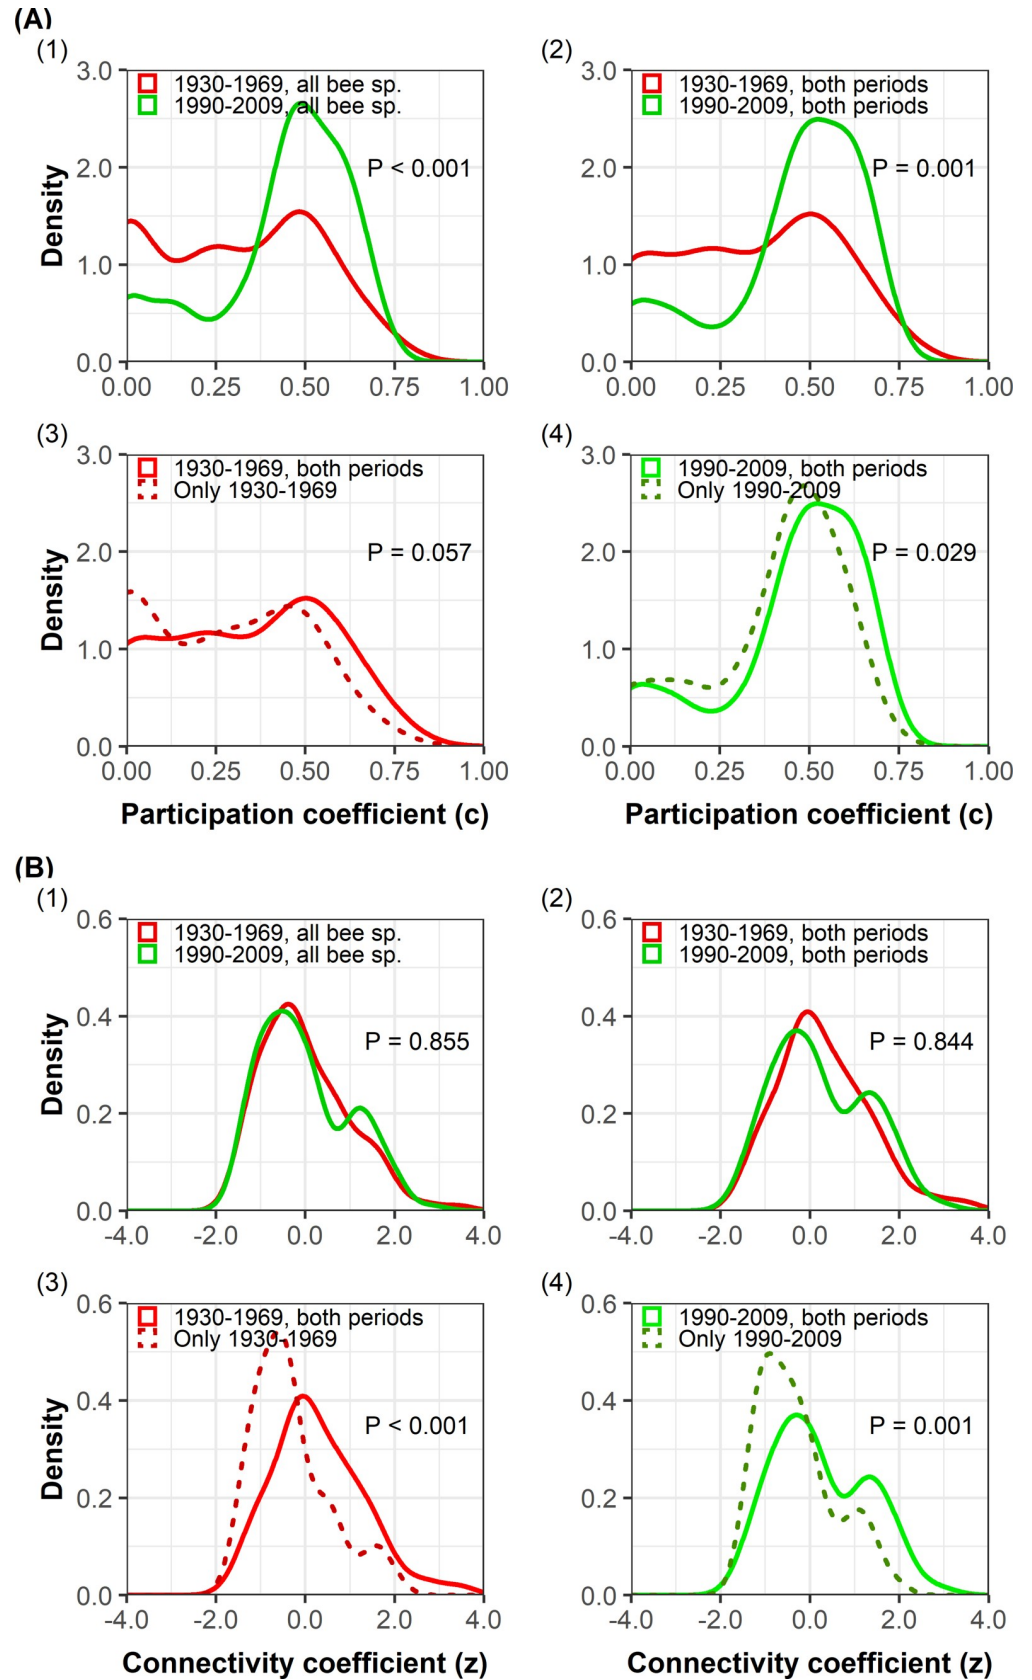 (A)
(1)
3.0
2.0
1.0
0.0
Density
1930-1969, all bee sp.
1990-2009, all bee sp.
P < 0.001
0.00 0.25 0.50 0.75 1.00
(2)
3.0
2.0
1.0
0.0
1930-1969, both periods
1990-2009, both periods
P = 0.001
0.00 0.25 0.50 0.75 1.00
(3)
3.0
2.0
1.0
0.0
Density
1930-1969, both periods
Only 1930-1969
P = 0.057
0.00 0.25 0.50 0.75 1.00
Participation coefficient (c)
(4)
3.0
2.0
1.0
0.0
1990-2009, both periods
Only 1990-2009
P = 0.029
0.00 0.25 0.50 0.75 1.00
Participation coefficient (c)
(B)
(1)
0.6
0.4
0.2
0.0
Density
1930-1969, all bee sp.
1990-2009, all bee sp.
P = 0.855
-4.0 -2.0 0.0 2.0 4.0
(2)
0.6
0.4
0.2
0.0
1930-1969, both periods
1990-2009, both periods
P = 0.844
-4.0 -2.0 0.0 2.0 4.0
(3)
0.6
0.4
0.2
0.0
Density
1930-1969, both periods
Only 1930-1969
P < 0.001
-4.0 -2.0 0.0 2.0 4.0
Connectivity coefficient (z)
(4)
0.6
0.4
0.2
0.0
1990-2009, both periods
Only 1990-2009
P = 0.001
-4.0 -2.0 0.0 2.0 4.0
Connectivity coefficient (z)